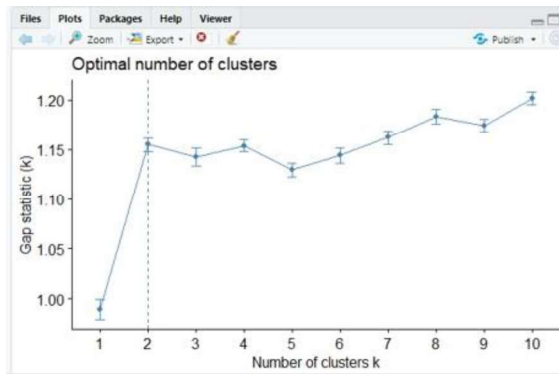 Files Plots Packages Help Viewer
Zoom Export Publish
Optimal number of clusters
Gap statistic (k)
1.20
1.15
1.10
1.05
1.00
1 2 3 4 5 6 7 8 9 10
Number of clusters k